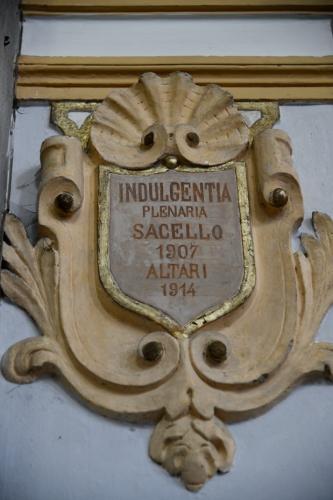 INDULGENTIA
PLENARIA
SACELLO
1907
ALTARI
1914